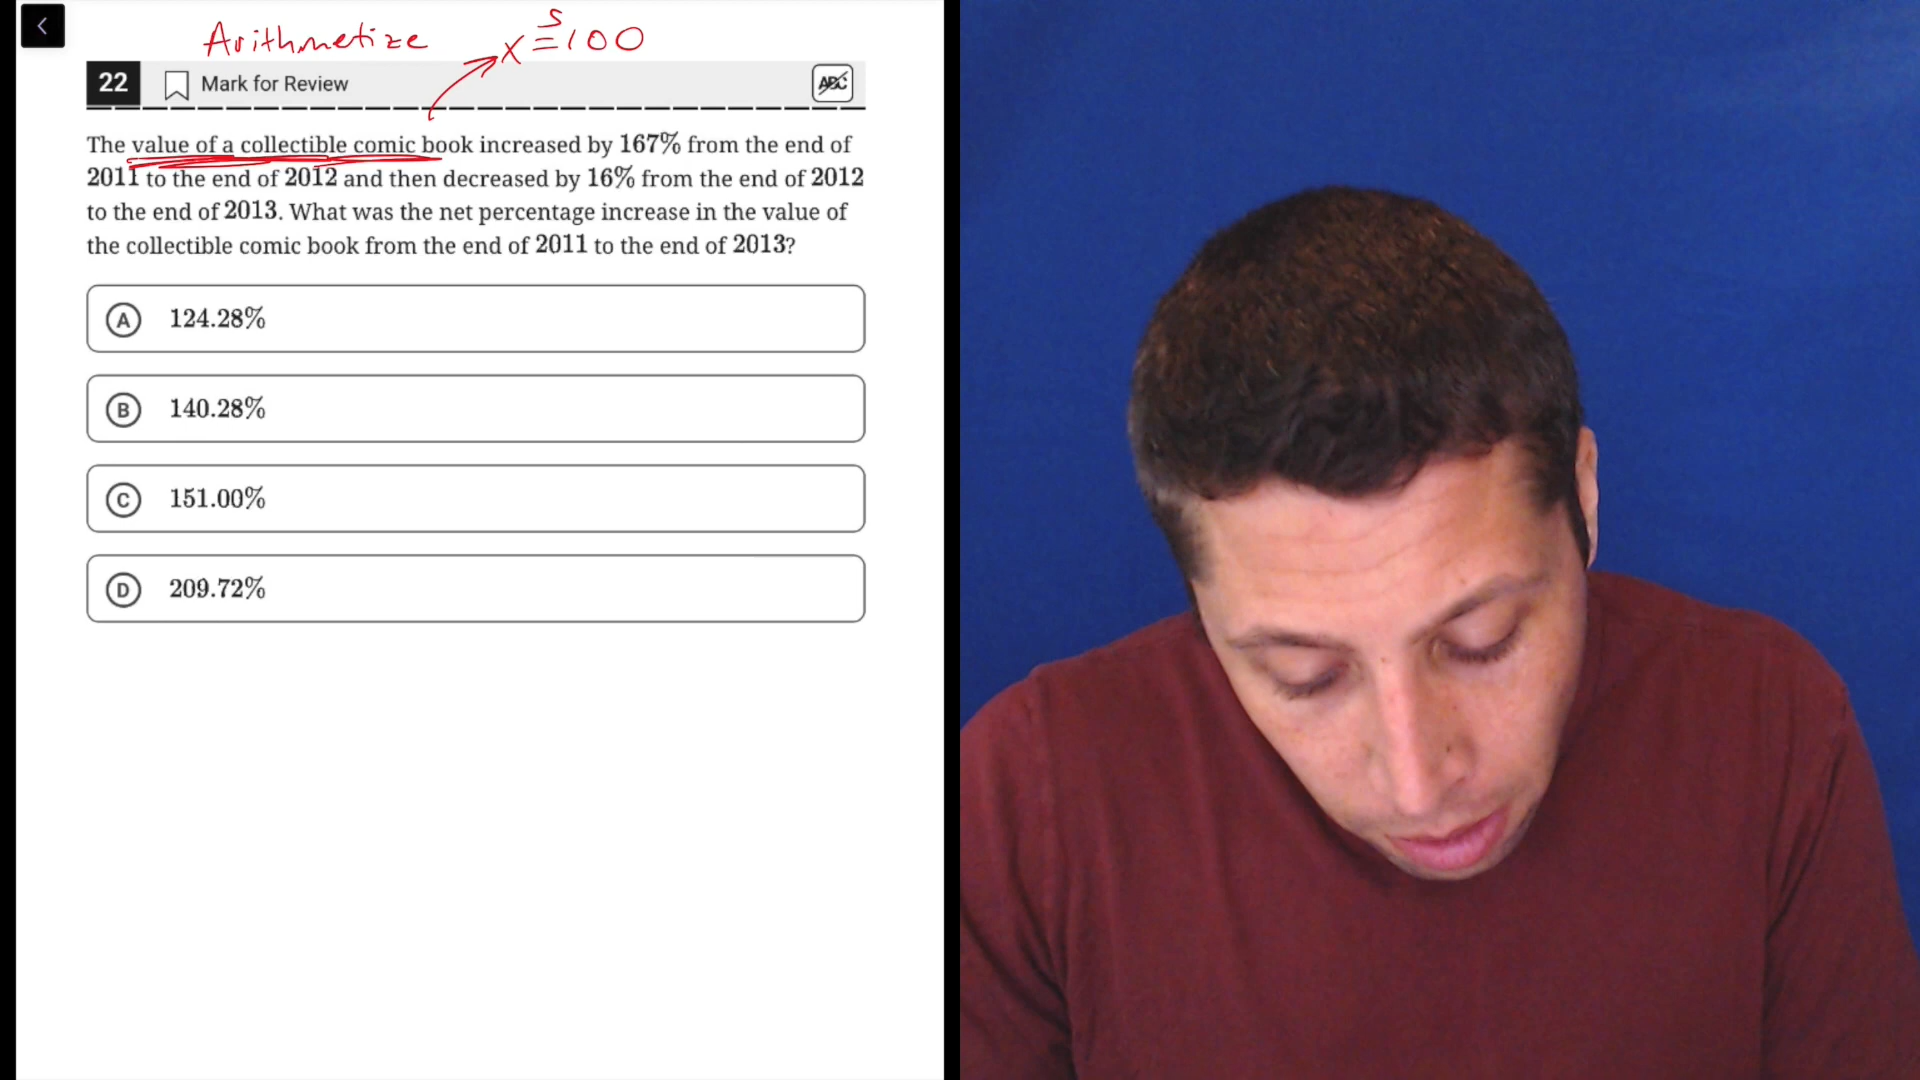 Arithmetize
x =100
S
22 Mark for Review ABC
The value of a collectible comic book increased by 167% from the end of
2011 to the end of 2012 and then decreased by 16% from the end of 2012
to the end of 2013. What was the net percentage increase in the value of
the collectible comic book from the end of 2011 to the end of 2013?
A 124.28%
B 140.28%
C 151.00%
D 209.72%